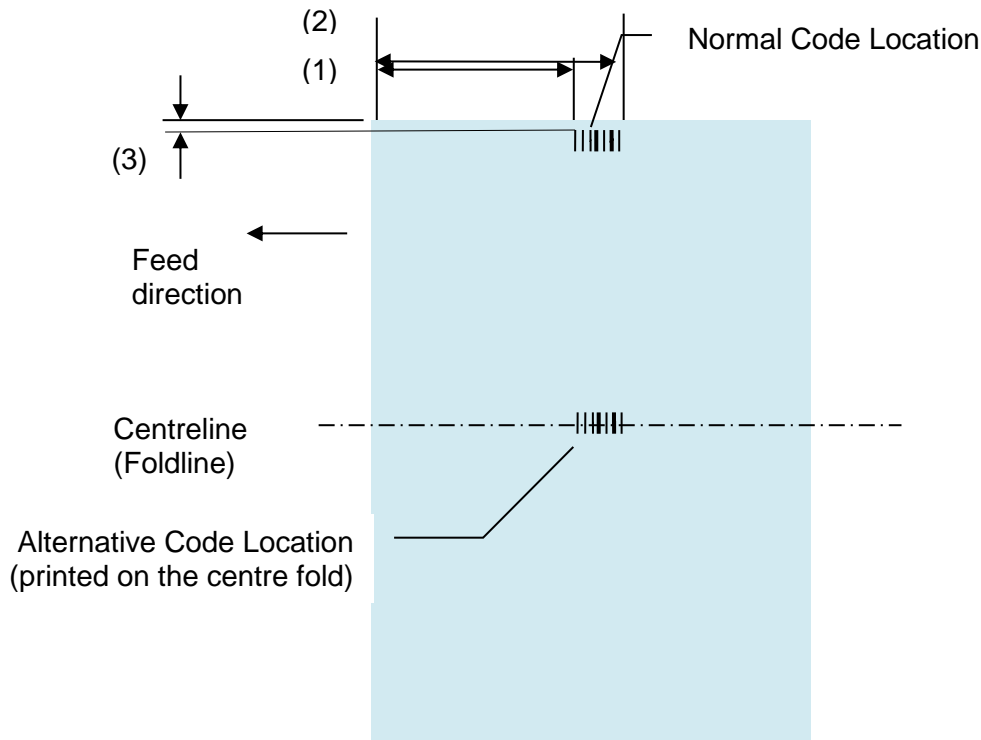 (2)
Normal Code Location
(1)
(3)
Feed
direction
Centreline
(Foldline)
Alternative Code Location
(printed on the centre fold)